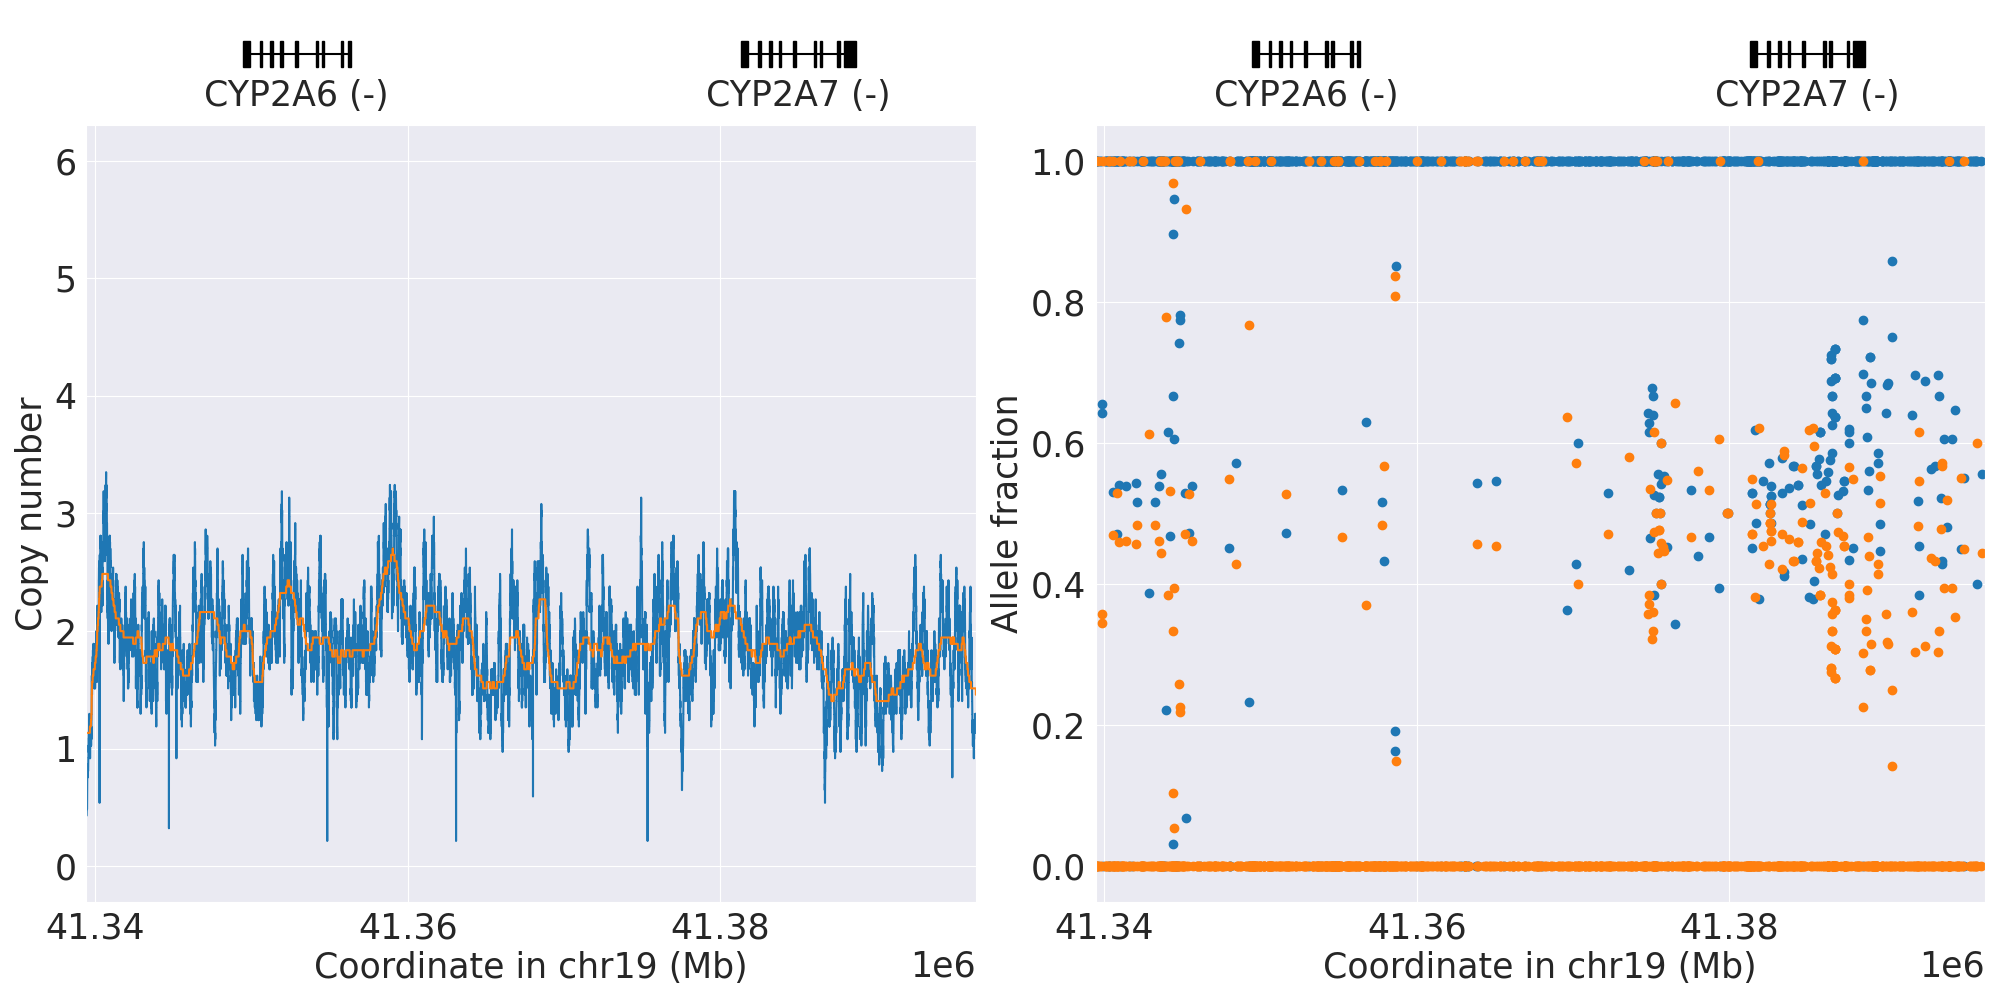 CYP2A6 (-)
CYP2A7 (-)
Copy number
6
5
4
3
2
1
0
41.34
41.36
41.38
Coordinate in chr19 (Mb)
1e6
CYP2A6 (-)
CYP2A7 (-)
Allele fraction
1.0
0.8
0.6
0.4
0.2
0.0
41.34
41.36
41.38
Coordinate in chr19 (Mb)
1e6